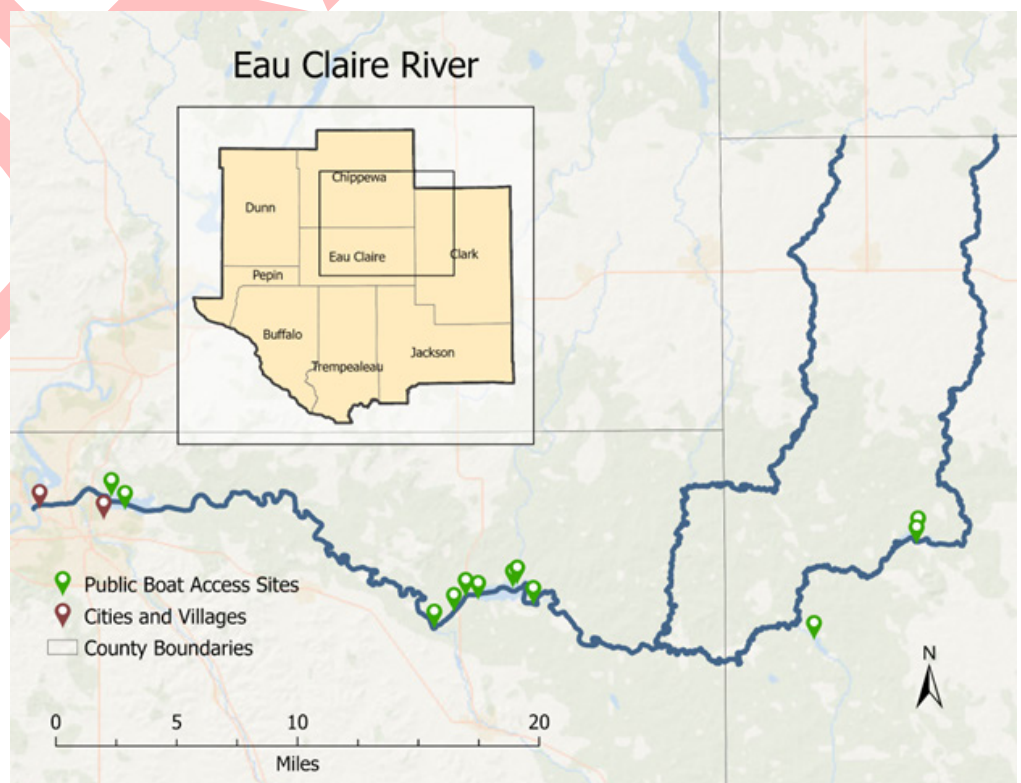 Eau Claire River
Chippewa
Dunn
Eau Claire
Clark
Pepin
Buffalo
Jackson
Trempealeau
Public Boat Access Sites
Cities and Villages
County Boundaries
N
0 5 10 20
Miles